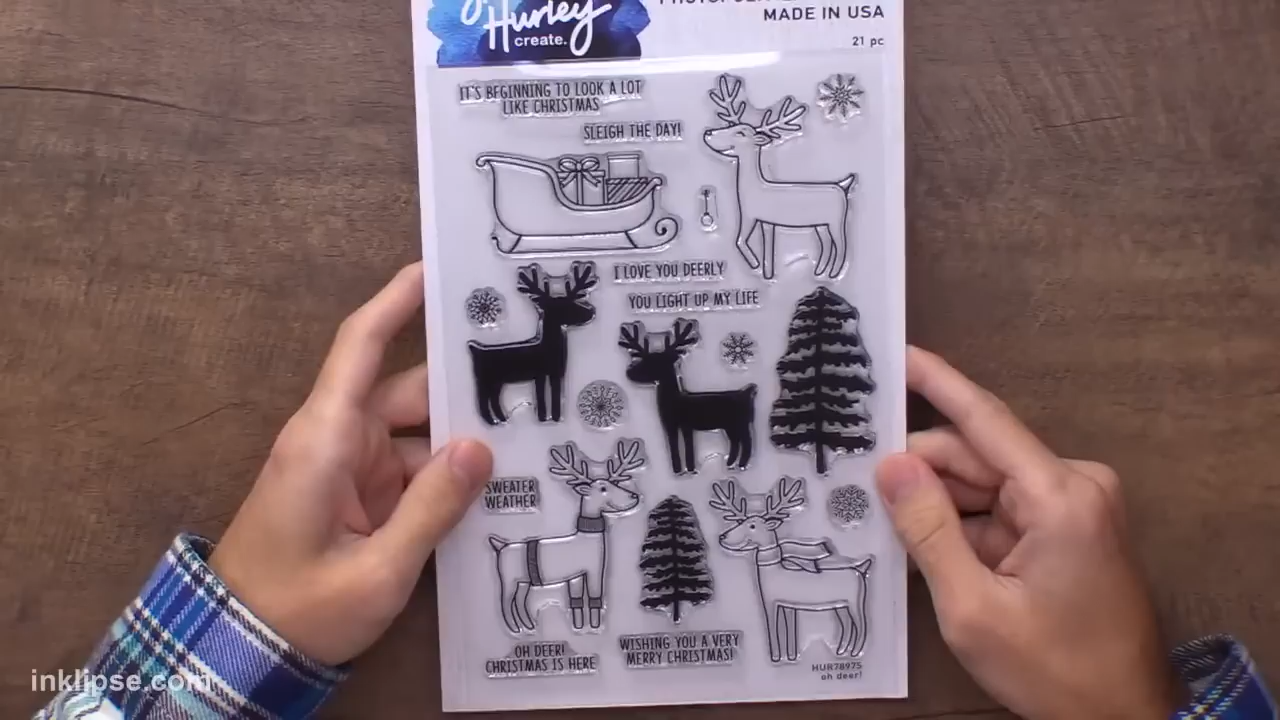 Hurley
create.
MADE IN USA
21 pc
IT'S BEGINNING TO LOOK A LOT
LIKE CHRISTMAS
SLEIGH THE DAY!
I LOVE YOU DEERLY
YOU LIGHT UP MY LIFE
SWEATER
WEATHER
OH DEER!
CHRISTMAS IS HERE
WISHING YOU A VERY
MERRY CHRISTMAS!
HUR78975
oh deer!
inklipse.com